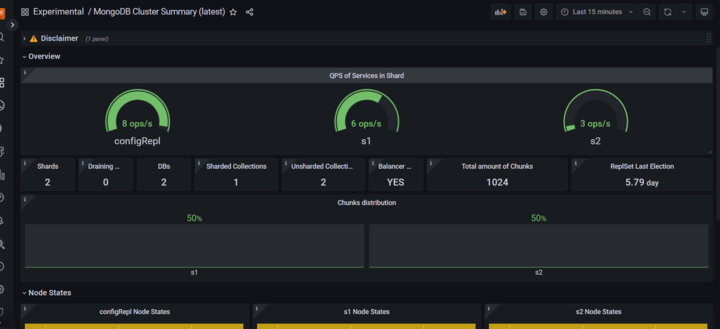 Experimental / MongoDB Cluster Summary (latest)
Last 15 minutes
Disclaimer (1 panel)
Overview
QPS of Services in Shard
8 ops/s
6 ops/s
3 ops/s
configRepl
s1
s2
Shards
Draining ...
DBs
Sharded Collections
Unsharded Collecti...
Balancer ...
Total amount of Chunks
ReplSet Last Election
2
0
2
1
2
YES
1024
5.79 day
Chunks distribution
50%
50%
s1
s2
Node States
configRepl Node States
s1 Node States
s2 Node States